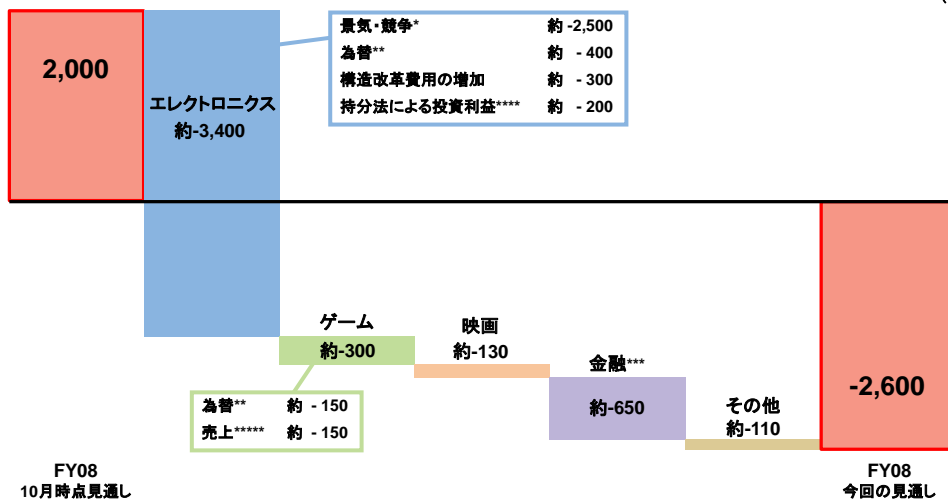 2,000
エレクトロニクス
約-3,400
景気・競争* 約 -2,500
為替** 約 - 400
構造改革費用の増加 約 - 300
持分法による投資利益**** 約 - 200
ゲーム
約-300
為替** 約 - 150
売上***** 約 - 150
映画
約-130
金融***
約-650
その他
約-110
-2,600
FY08
10月時点見通し
FY08
今回の見通し